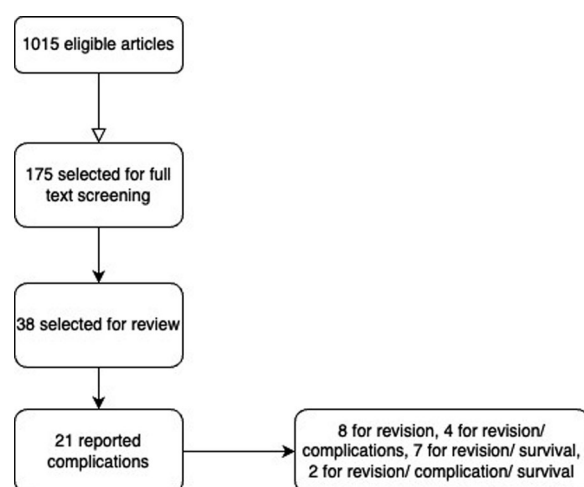 1015 eligible articles
175 selected for full
text screening
38 selected for review
21 reported
complications
8 for revision, 4 for revision/
complications, 7 for revision/ survival,
2 for revision/ complication/ survival